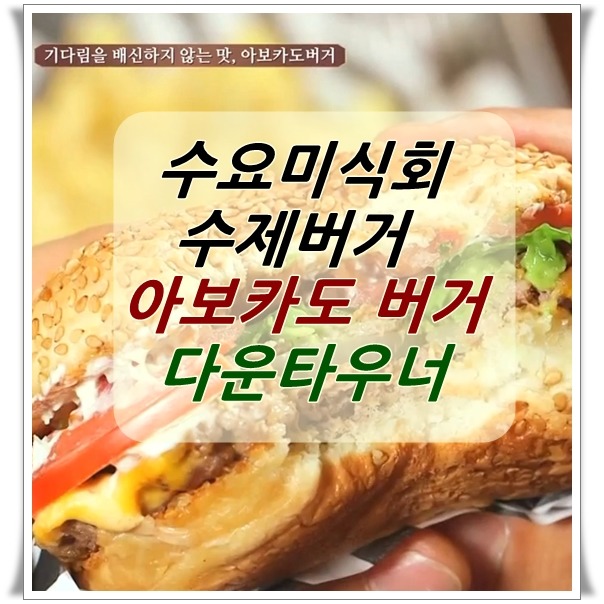 기다림을 배신하지 않는 맛, 아보카도버거
수요미식회
수제버거
아보카도 버거
다운타우너